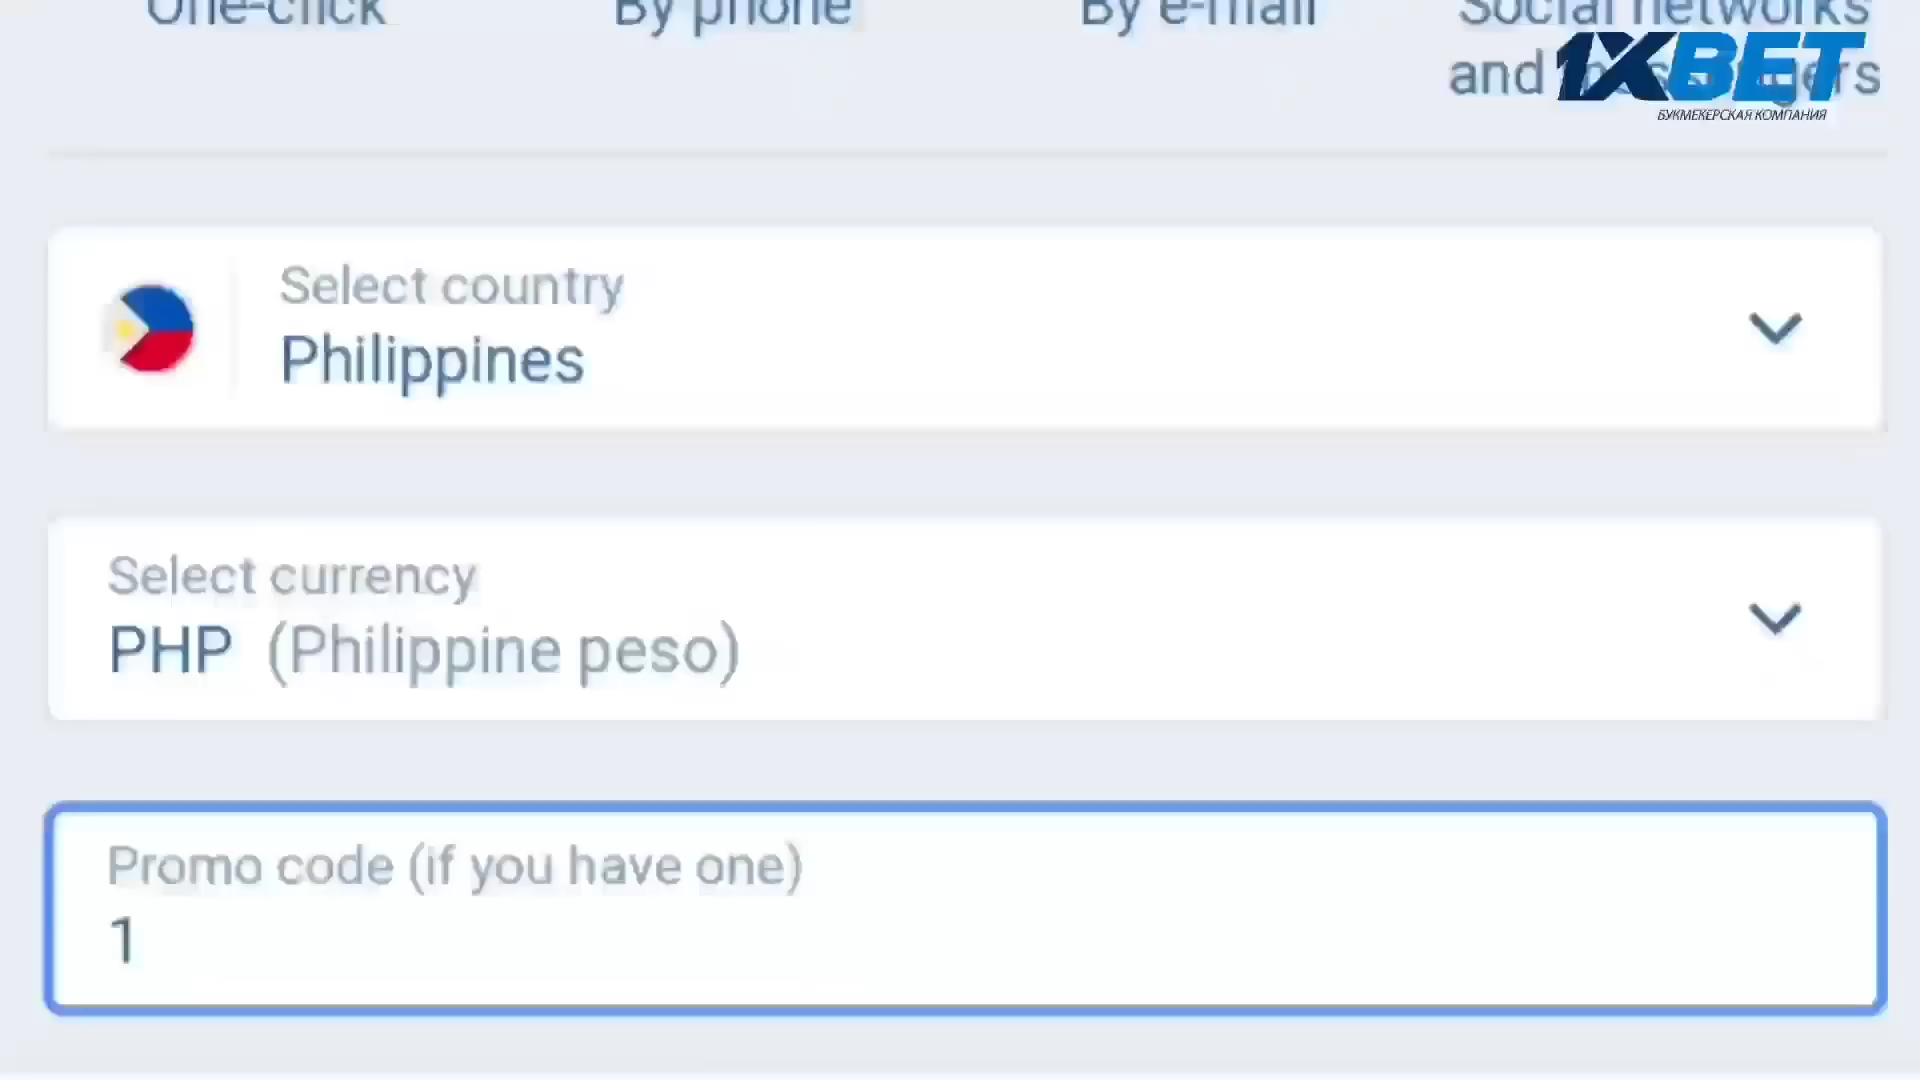 One-click
By phone
By e-mail
Social networks
and messengers
1XBET
БУКМЕКЕРСКАЯ КОМПАНИЯ
Select country
Philippines
Select currency
PHP (Philippine peso)
Promo code (if you have one)
1